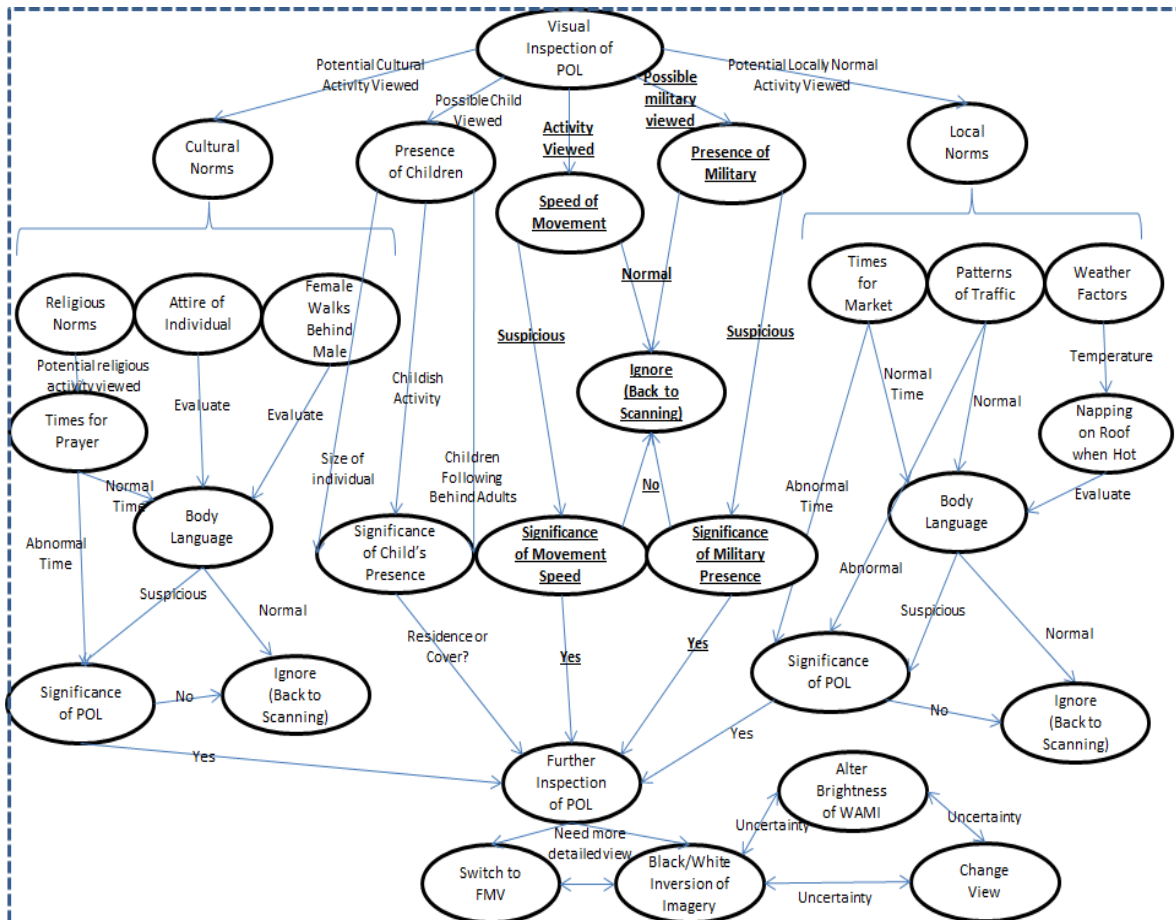 Visual
Inspection of
POL
Potential Cultural
Activity Viewed
Possible Child
Viewed
Activity
Viewed
Possible
military
viewed
Potential Locally Normal
Activity Viewed
Cultural
Norms
Presence
of Children
Speed of
Movement
Presence of
Military
Local
Norms
Religious
Norms
Attire of
Individual
Female
Walks
Behind
Male
Normal
Times
for
Market
Patterns
of Traffic
Weather
Factors
Suspicious
Suspicious
Potential religious
activity viewed
Evaluate
Evaluate
Childish
Activity
Ignore
(Back to
Scanning)
Normal
Time
Normal
Temperature
Times for
Prayer
Napping
on Roof
when Hot
Size of
individual
Children
Following
Behind Adults
No
Abnormal
Time
Evaluate
Normal
Time
Abnormal
Time
Body
Language
Significance
of Child's
Presence
Significance
of Movement
Speed
Significance
of Military
Presence
Body
Language
Abnormal
Suspicious
Normal
Suspicious
Normal
Residence or
Cover?
Yes
Yes
Significance
of POL
No
Ignore
(Back to
Scanning)
Significance
of POL
No
Ignore
(Back to
Scanning)
Yes
Yes
Further
Inspection
of POL
Alter
Brightness
of WAMI
Need more
detailed view
Uncertainty
Uncertainty
Switch to
FMV
Black/White
Inversion of
Imagery
Uncertainty
Change
View